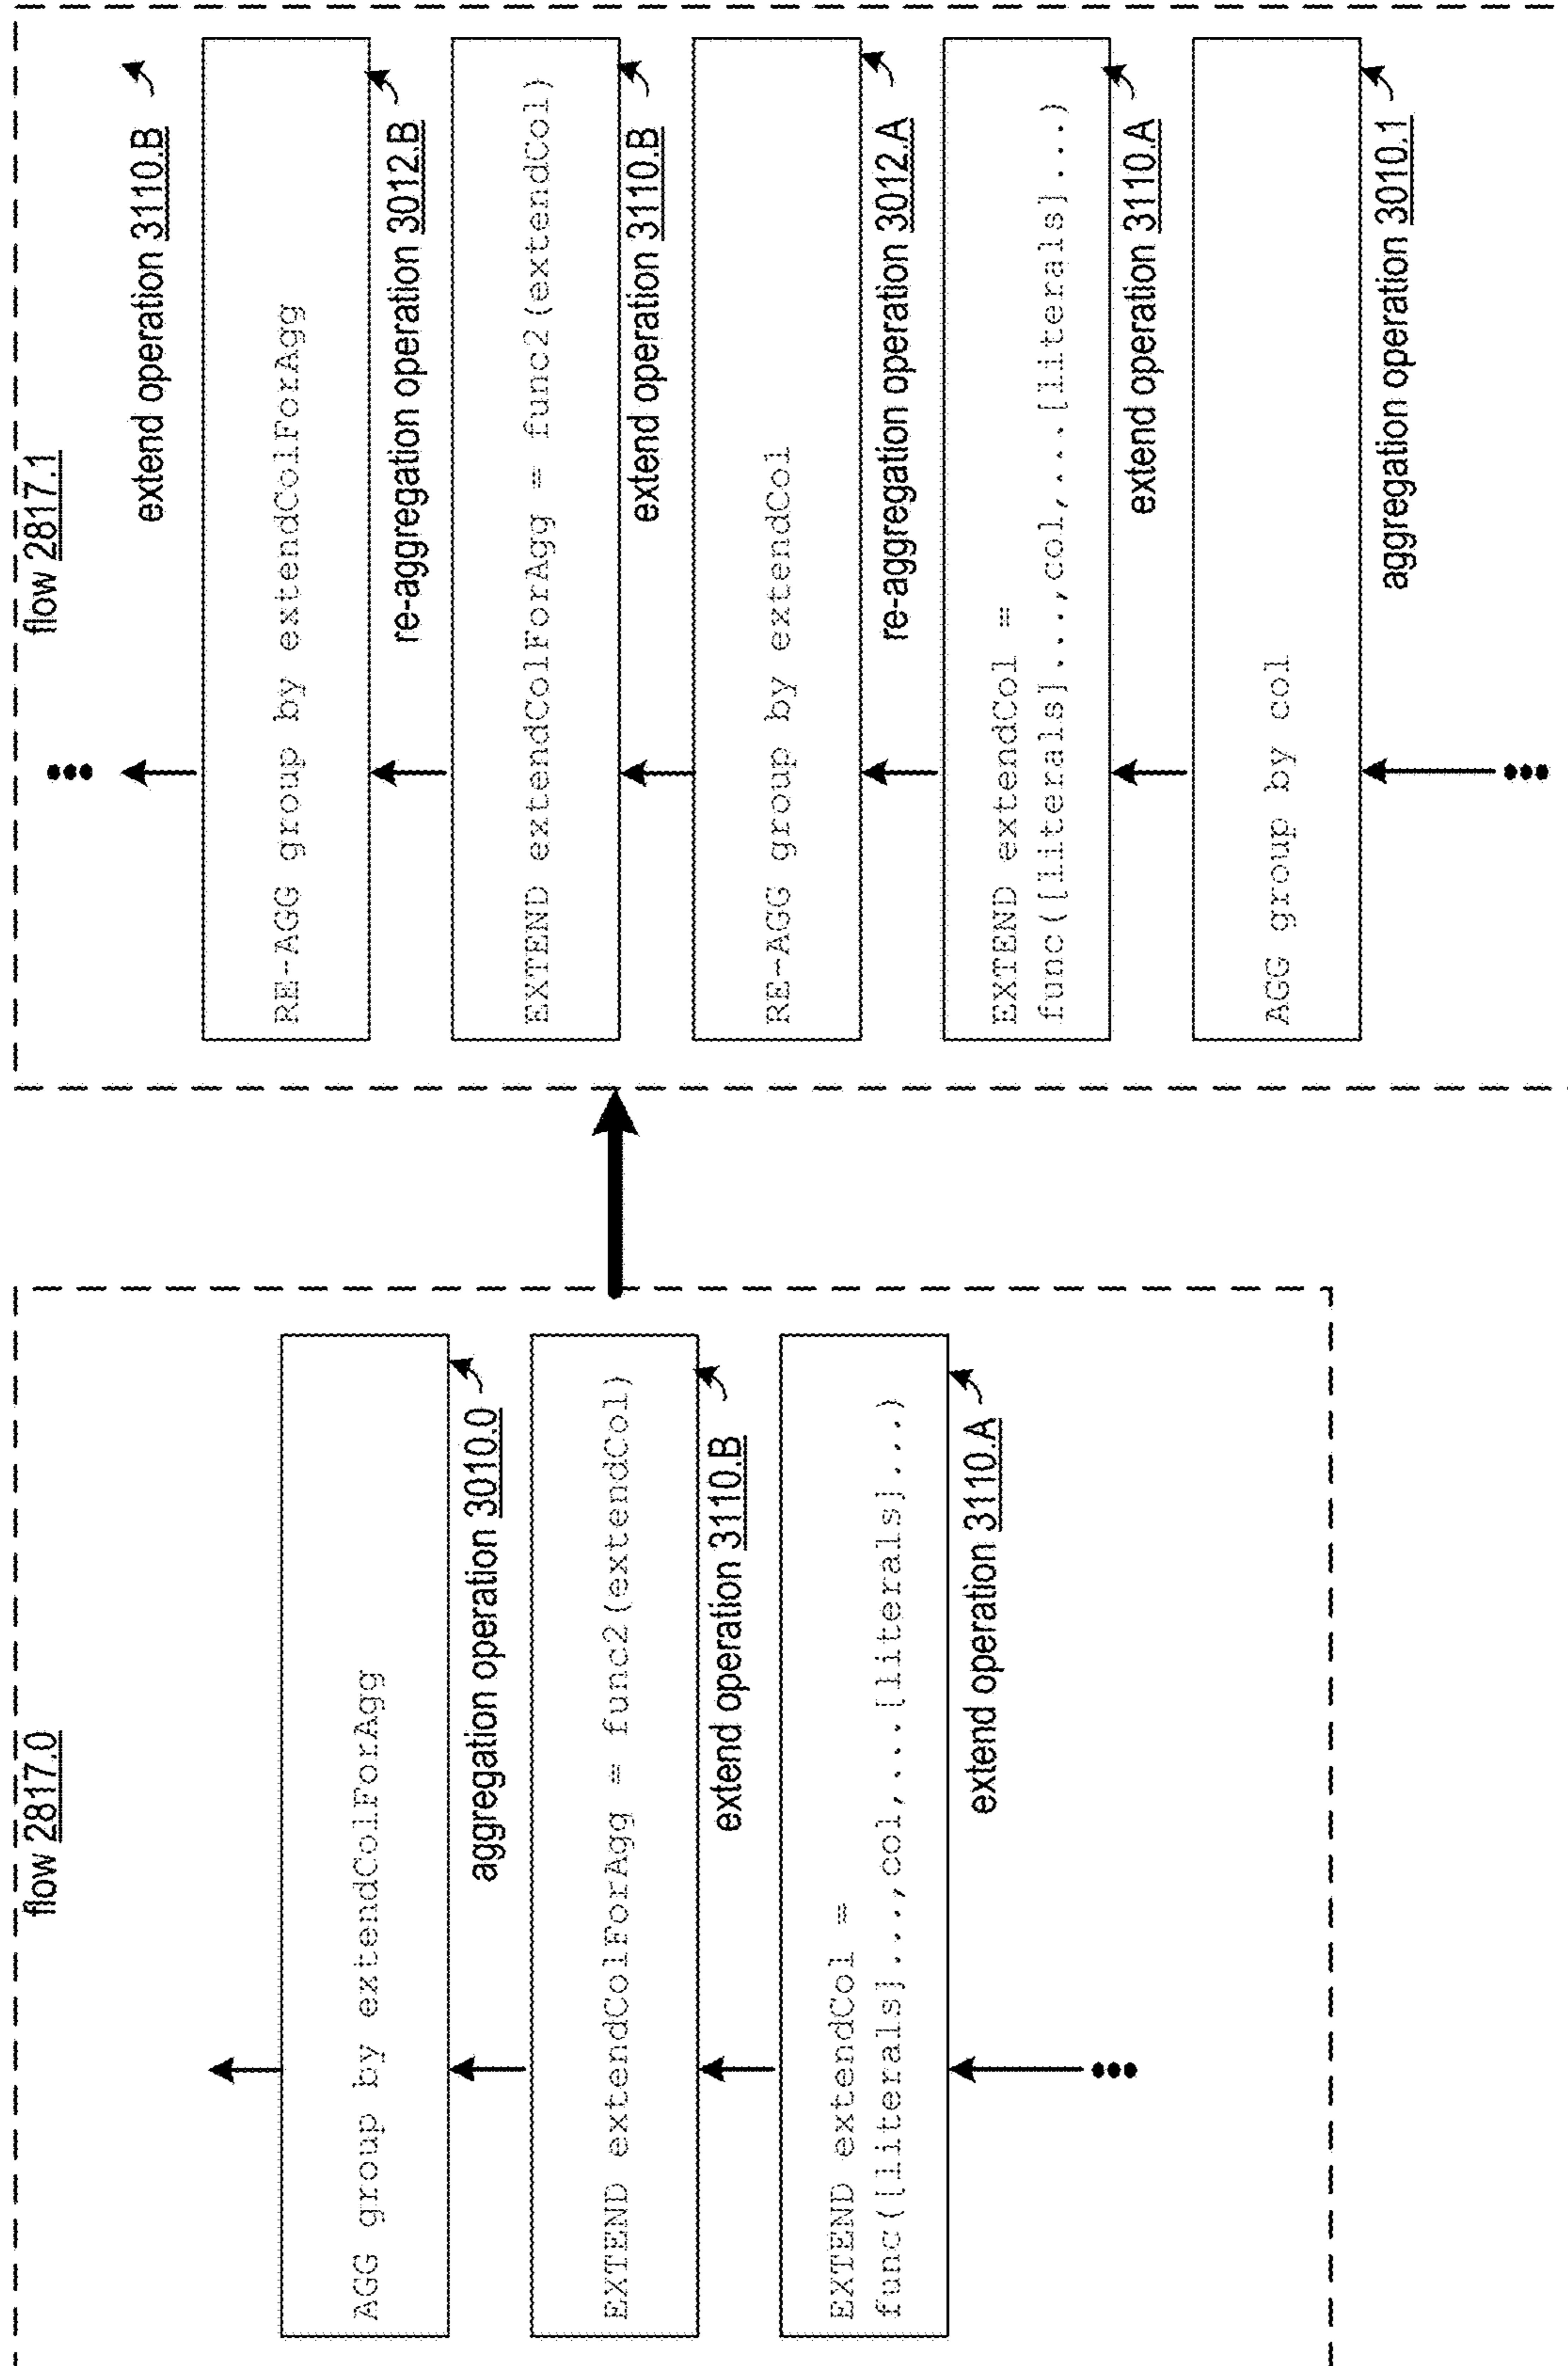 flow 2817.0
AGG group by extendColForAgg
aggregation operation 3010.0
EXTEND extendColForAgg = func2(extendCol)
extend operation 3110.B
EXTEND extendCol =
func([literals]...,col,...[literals]...)
extend operation 3110.A
flow 2817.1
extend operation 3110.B
RE-AGG group by extendColForAgg
re-aggregation operation 3012.B
EXTEND extendColForAgg = func2(extendCol)
extend operation 3110.B
RE-AGG group by extendCol
re-aggregation operation 3012.A
EXTEND extendCol =
func([literals]...,col,...[literals]...)
extend operation 3110.A
AGG group by col
aggregation operation 3010.1